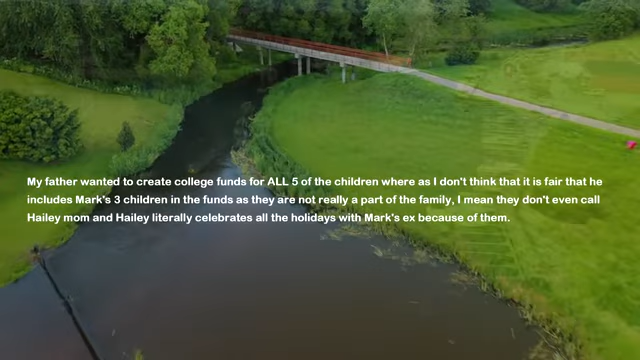 My father wanted to create college funds for ALL 5 of the children where as I don't think that it is fair that he
includes Mark's 3 children in the funds as they are not really a part of the family, I mean they don't even call
Hailey mom and Hailey literally celebrates all the holidays with Mark's ex because of them.